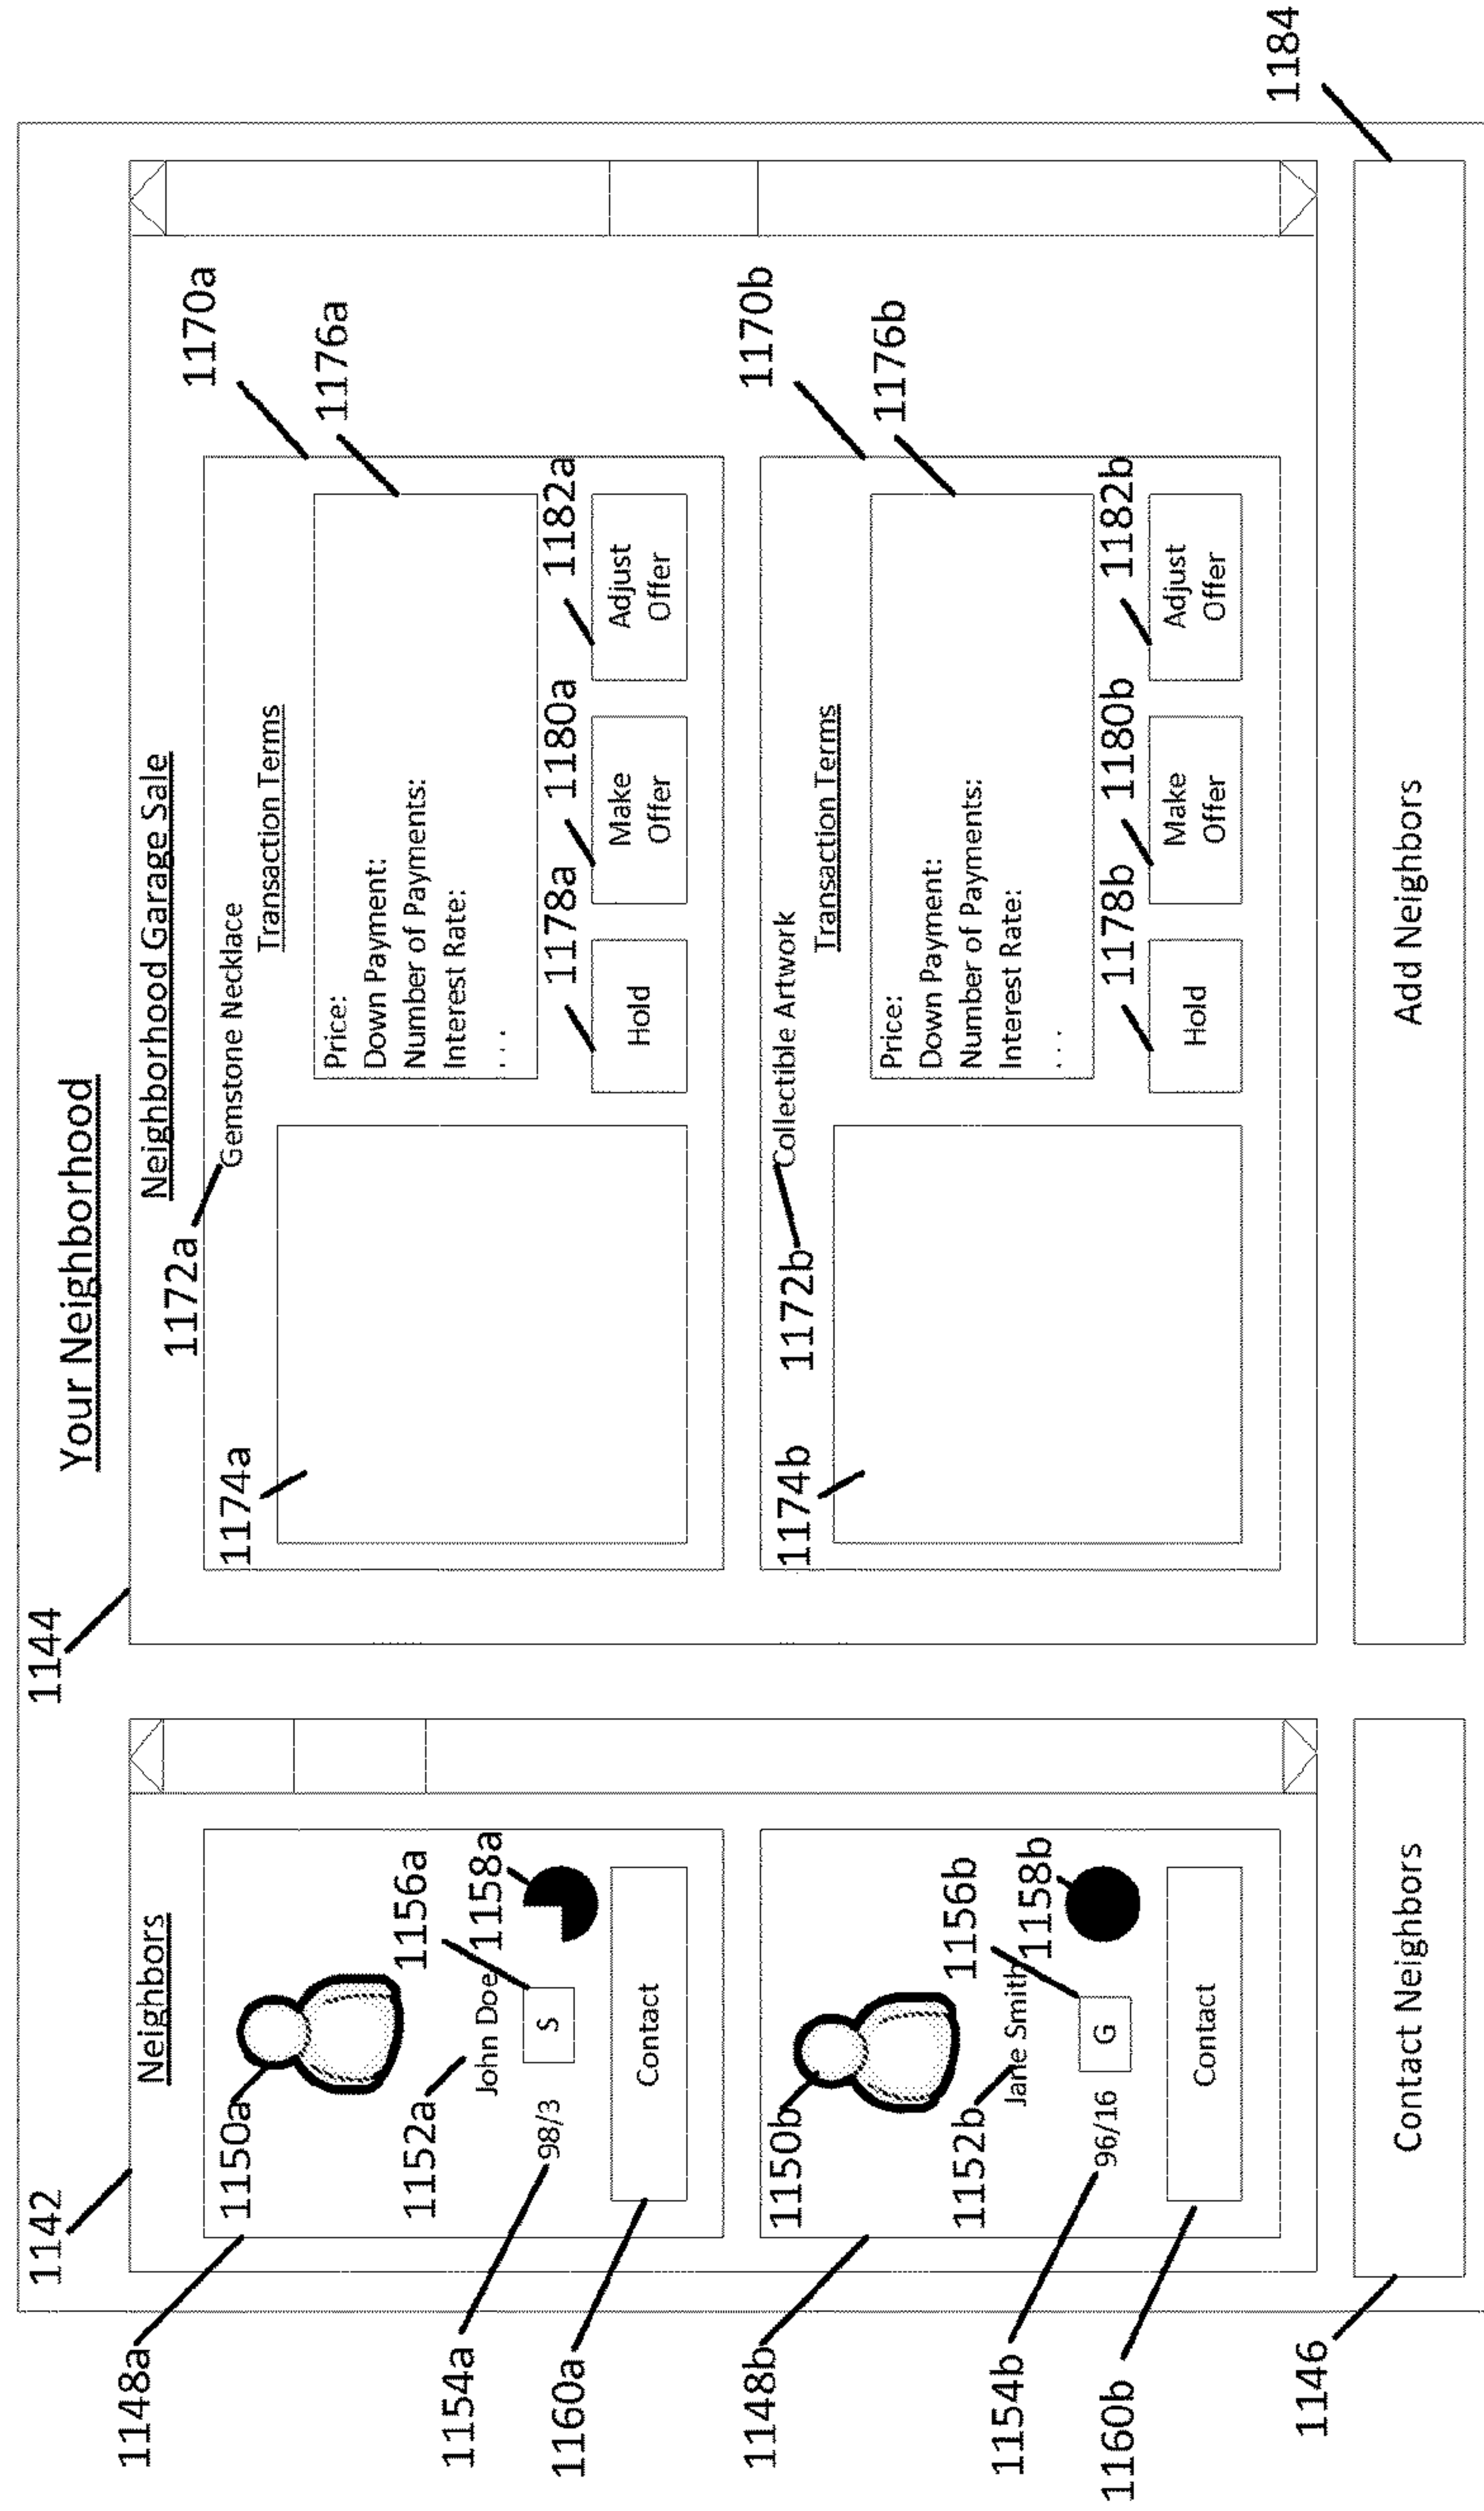 Your Neighborhood
1142
1144
Neighbors
Neighborhood Garage Sale
1148a
1150a
1152a
John Doe
1154a
98/3
1156a
S
1158a
1160a
Contact
1148b
1150b
1152b
Jane Smith
1154b
96/16
1156b
G
1158b
1160b
Contact
1146
Contact Neighbors
1170a
1172a
Gemstone Necklace
1174a
Transaction Terms
1176a
Price:
Down Payment:
Number of Payments:
Interest Rate:
...
1178a
1180a
1182a
Hold
Make
Offer
Adjust
Offer
1170b
1172b
Collectible Artwork
1174b
Transaction Terms
1176b
Price:
Down Payment:
Number of Payments:
Interest Rate:
...
1178b
1180b
1182b
Hold
Make
Offer
Adjust
Offer
1184
Add Neighbors